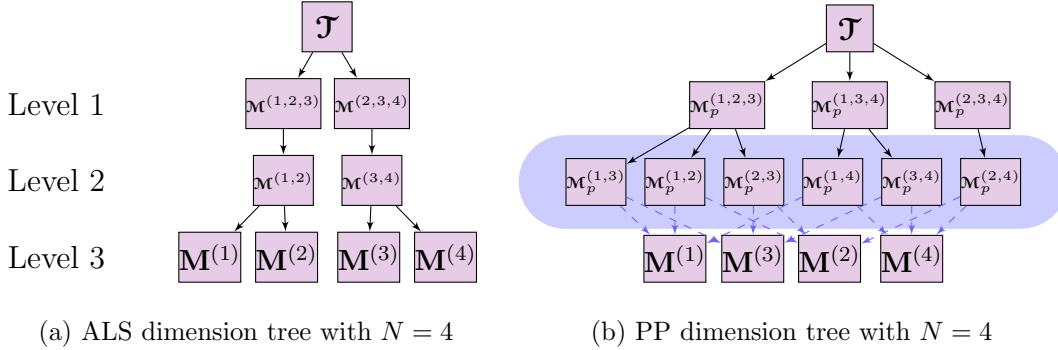 𝓣 𝓣
Level 1 𝓜^(1,2,3) 𝓜^(2,3,4) 𝓜_p^(1,2,3) 𝓜_p^(1,3,4) 𝓜_p^(2,3,4)
Level 2 𝓜^(1,2) 𝓜^(3,4) 𝓜_p^(1,3) 𝓜_p^(1,2) 𝓜_p^(2,3) 𝓜_p^(1,4) 𝓜_p^(3,4) 𝓜_p^(2,4)
Level 3 M^(1) M^(2) M^(3) M^(4) M^(1) M^(3) M^(2) M^(4)
(a) ALS dimension tree with N = 4
(b) PP dimension tree with N = 4